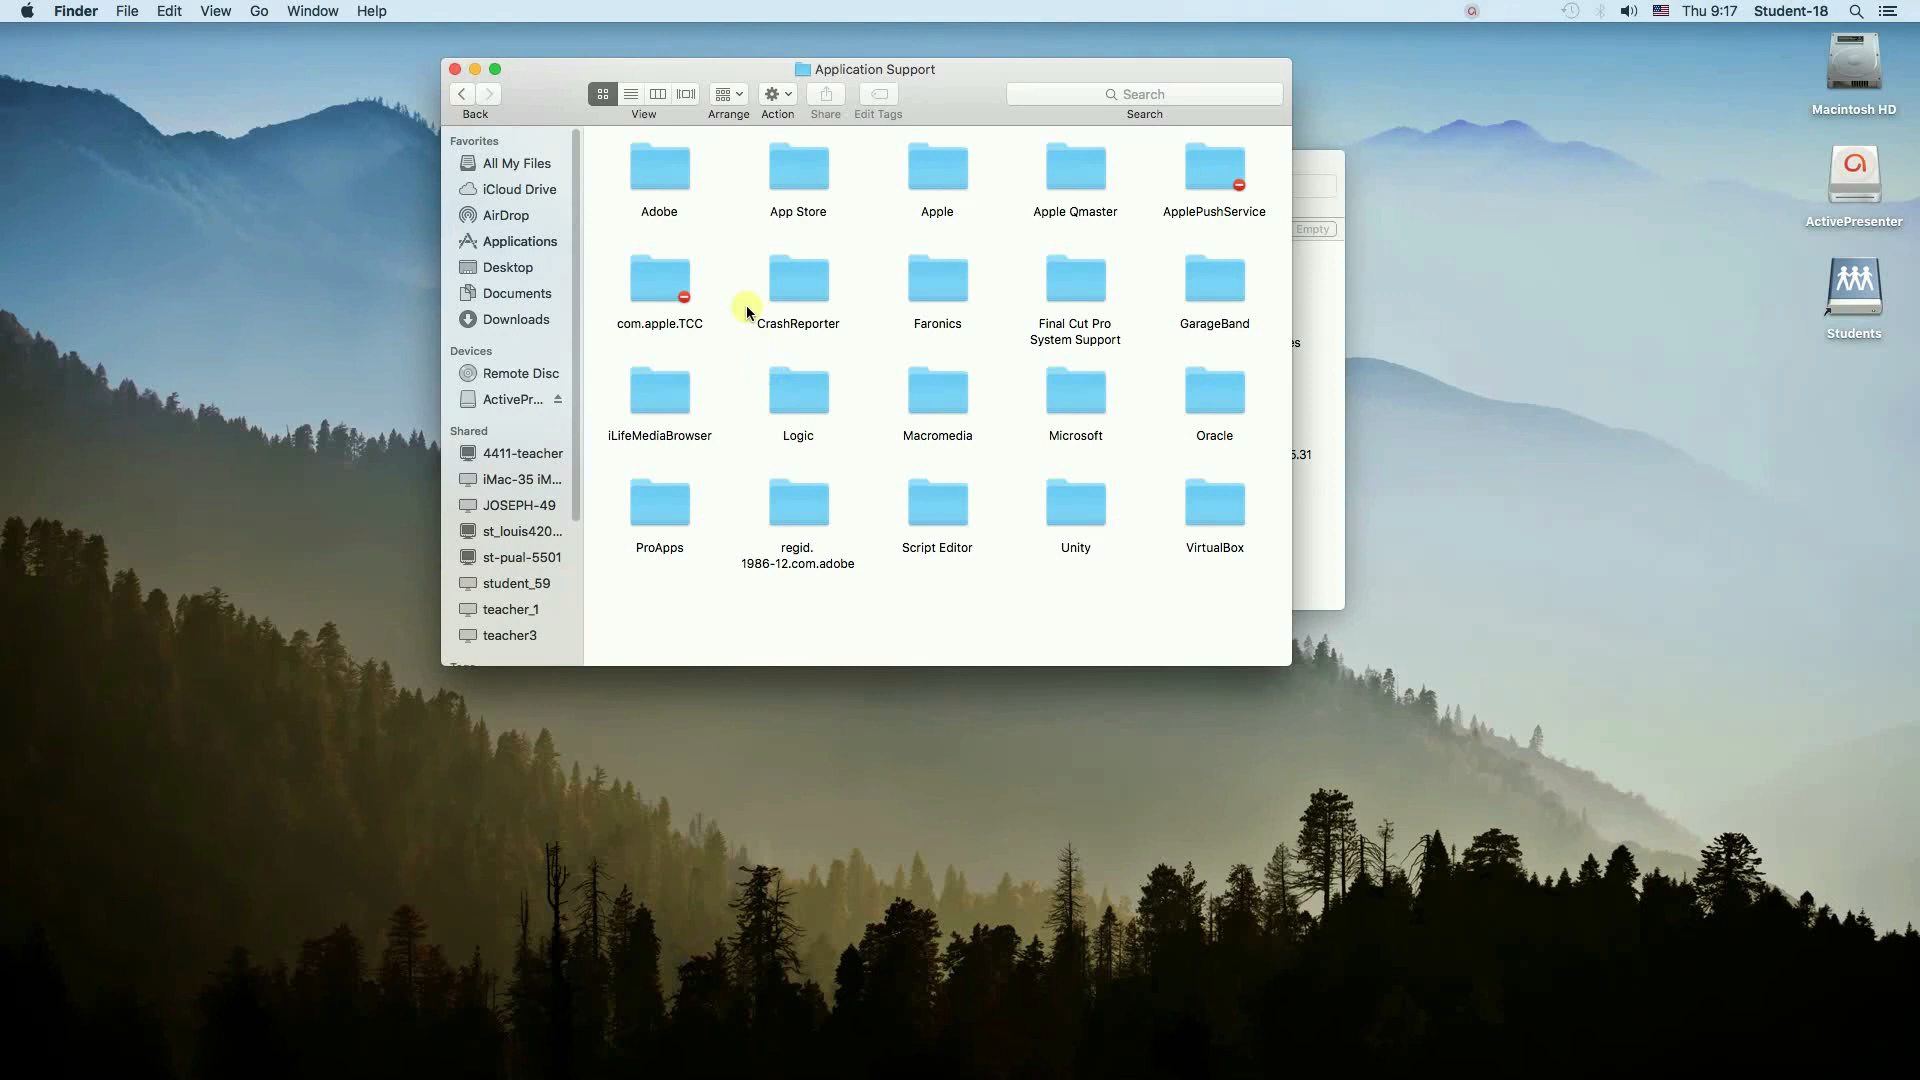 Finder File Edit View Go Window Help
Thu 9:17 Student-18
Application Support
Search
Back View Arrange Action Share Edit Tags Search
Favorites
All My Files
iCloud Drive
AirDrop
Applications
Desktop
Documents
Downloads
Devices
Remote Disc
ActivePr...
Shared
4411-teacher
iMac-35 iM...
JOSEPH-49
st_louis420...
st-pual-5501
student_59
teacher_1
teacher3
Adobe App Store Apple Apple Qmaster ApplePushService
com.apple.TCC CrashReporter Faronics Final Cut Pro GarageBand
System Support
iLifeMediaBrowser Logic Macromedia Microsoft Oracle
ProApps regid. Script Editor Unity VirtualBox
1986-12.com.adobe
Empty
es
5.31
Macintosh HD
ActivePresenter
Students